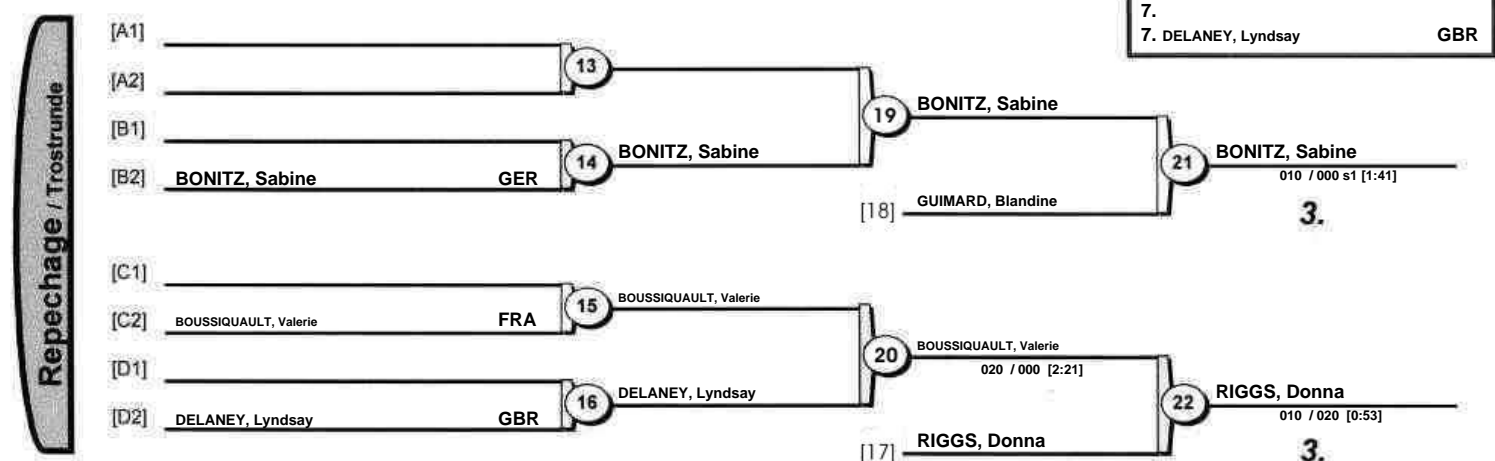 7.
7. DELANEY, Lyndsay GBR
Repechage / Trostrunde
[A1]
13
[A2]
19 BONITZ, Sabine
[B1]
14 BONITZ, Sabine
21 BONITZ, Sabine
[B2] BONITZ, Sabine GER
010 / 000 s1 [1:41]
[18] GUIMARD, Blandine
3.
[C1]
15 BOUSSIQUAULT, Valerie
[C2] BOUSSIQUAULT, Valerie FRA
20 BOUSSIQUAULT, Valerie
020 / 000 [2:21]
[D1]
16 DELANEY, Lyndsay
22 RIGGS, Donna
[D2] DELANEY, Lyndsay GBR
010 / 020 [0:53]
[17] RIGGS, Donna
3.